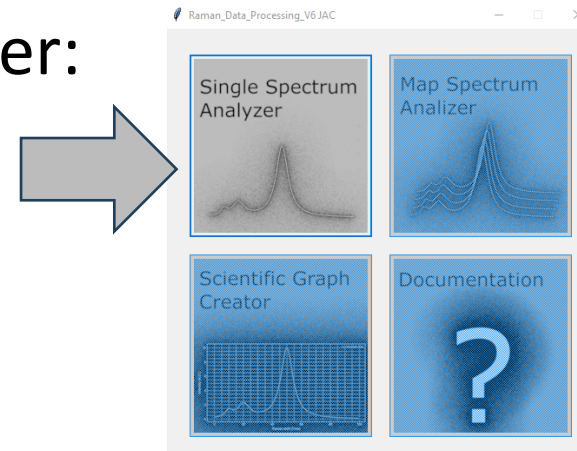 er:
Raman_Data_Processing_V6 JAC
Single Spectrum
Analyzer
Map Spectrum
Analizer
Scientific Graph
Creator
Documentation
?